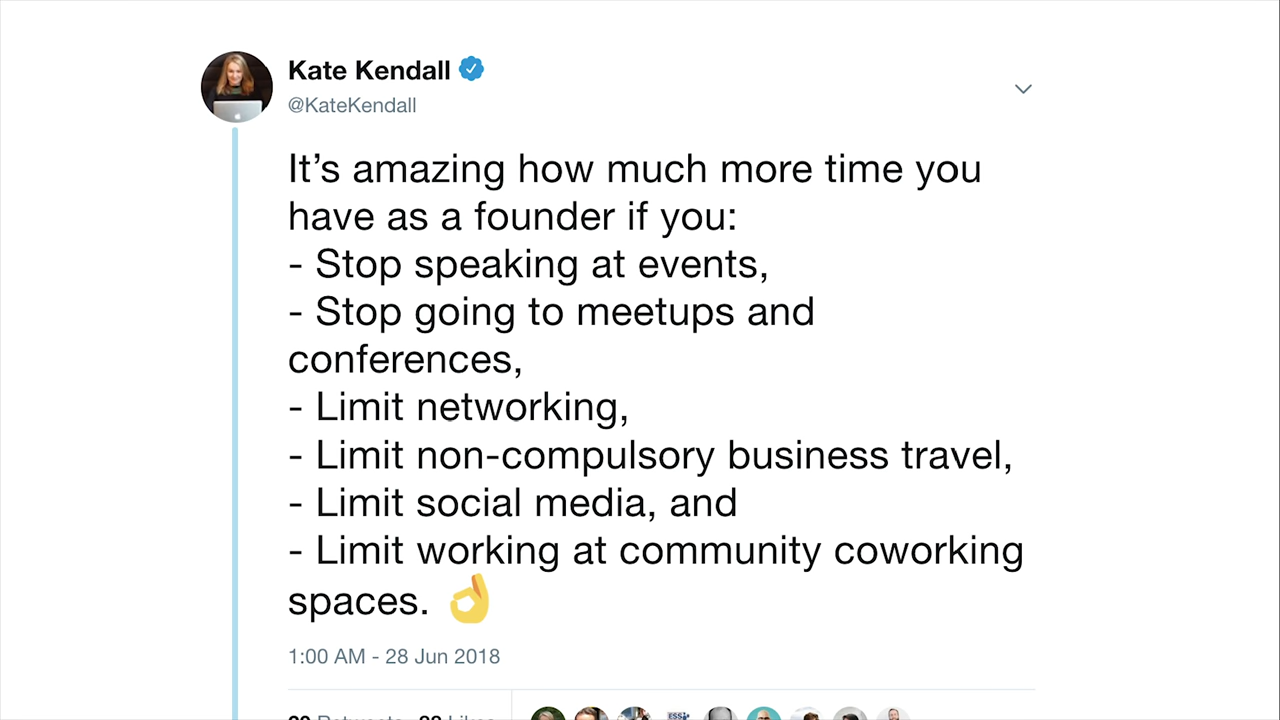 Kate Kendall
@KateKendall
It’s amazing how much more time you
have as a founder if you:
- Stop speaking at events,
- Stop going to meetups and
conferences,
- Limit networking,
- Limit non-compulsory business travel,
- Limit social media, and
- Limit working at community coworking
spaces. 👌
1:00 AM - 28 Jun 2018
Retweets Likes